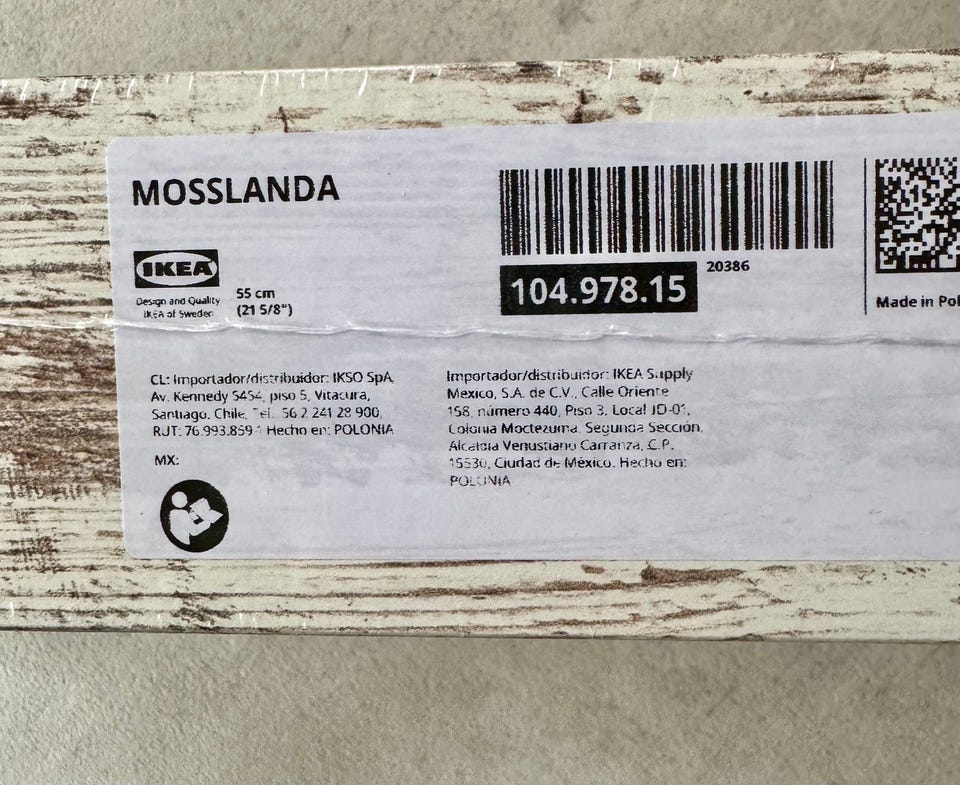 MOSSLANDA
IKEA
Design and Quality
IKEA of Sweden
55 cm
(21 5/8")
104.978.15
20386
Made in Pol
CL: Importador/distribuidor: IKSO SpA,
Av. Kennedy 5454, piso 5, Vitacura,
Santiago, Chile, Tel. 56 2 241 28 900,
RUT: 76.993.859 Hecho en: POLONIA
MX:
Importador/distribuidor: IKEA Supply
Mexico, S.A. de C.V., Calle Oriente
158, número 440, Piso 3. Local JD-01,
Colonia Moctezuma. Segunda Sección,
Alcaldía Venustiano Carranza, C.P.
15530, Ciudad de México. Hecho en:
POLONIA